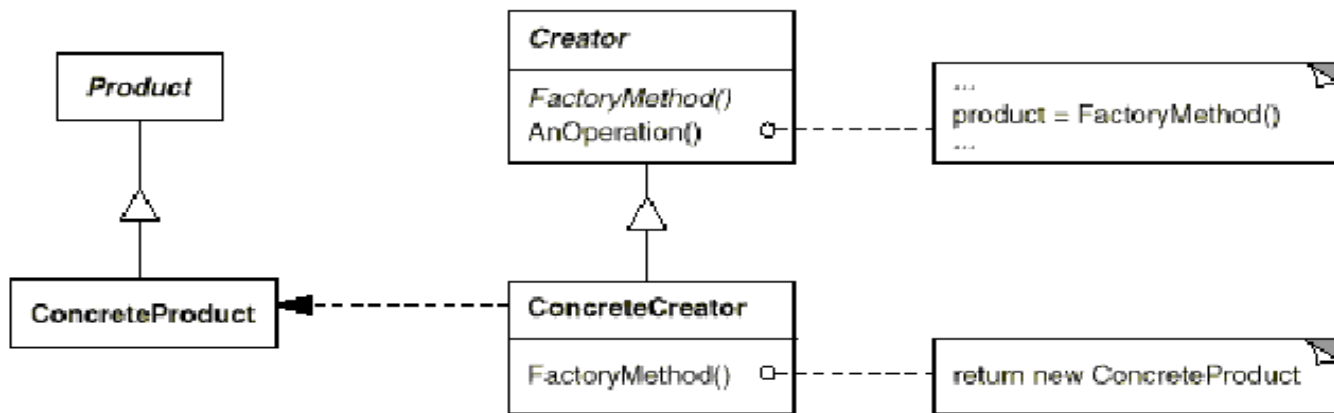 Product
ConcreteProduct
Creator
FactoryMethod()
AnOperation()
...
product = FactoryMethod()
...
ConcreteCreator
FactoryMethod()
return new ConcreteProduct